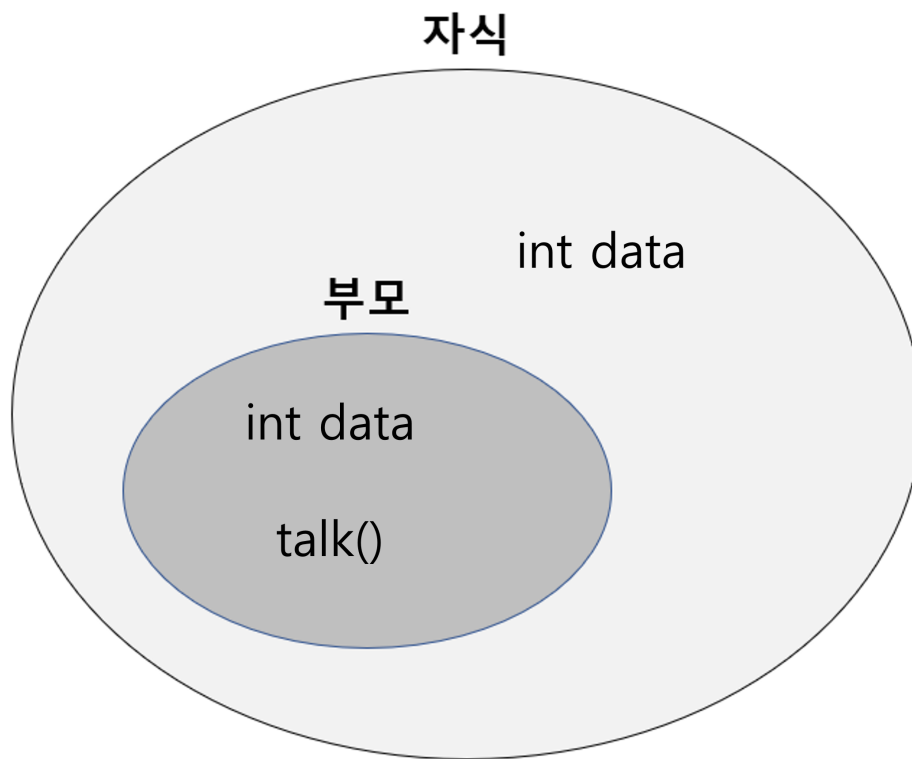 자식
int data
부모
int data
talk()